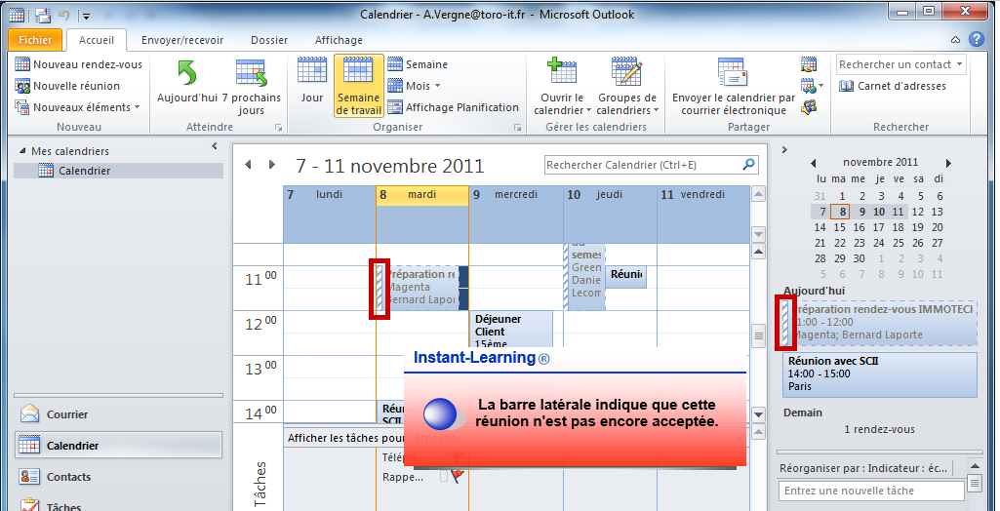 Calendrier - A.Vergne@toro-it.fr - Microsoft Outlook
Fichier Accueil Envoyer/recevoir Dossier Affichage
Nouveau rendez-vous
Nouvelle réunion
Nouveaux éléments
Nouveau
Aujourd'hui
7 prochains
jours
Atteindre
Jour
Semaine
de travail
Semaine
Mois
Affichage Planification
Organiser
Ouvrir le
calendrier
Groupes de
calendriers
Gérer les calendriers
Envoyer le calendrier par
courrier électronique
Partager
Rechercher un contact
Carnet d'adresses
Rechercher
Mes calendriers
Calendrier
Courrier
Calendrier
Contacts
Tâches
7 - 11 novembre 2011
Rechercher Calendrier (Ctrl+E)
7 lundi 8 mardi 9 mercredi 10 jeudi 11 vendredi
11 00
12 00
13 00
14 00
Préparation re
Magenta
Bernard Lapor
Déjeuner
Client
15ème
Réun
SCII
semes
Green
Danie
Lecom
Réunio
Afficher les tâches pour : Échéance
Téléph...
Rappe...
Tâches
Instant-Learning®
La barre latérale indique que cette
réunion n'est pas encore acceptée.
novembre 2011
lu ma me je ve sa di
31 1 2 3 4 5 6
7 8 9 10 11 12 13
14 15 16 17 18 19 20
21 22 23 24 25 26 27
28 29 30 1 2 3 4
5 6 7 8 9 10 11
Aujourd'hui
Préparation rendez-vous IMMOTECH
11:00 - 12:00
Magenta; Bernard Laporte
Réunion avec SCII
14:00 - 15:00
Paris
Demain
1 rendez-vous
Réorganiser par : Indicateur : éc...
Entrez une nouvelle tâche